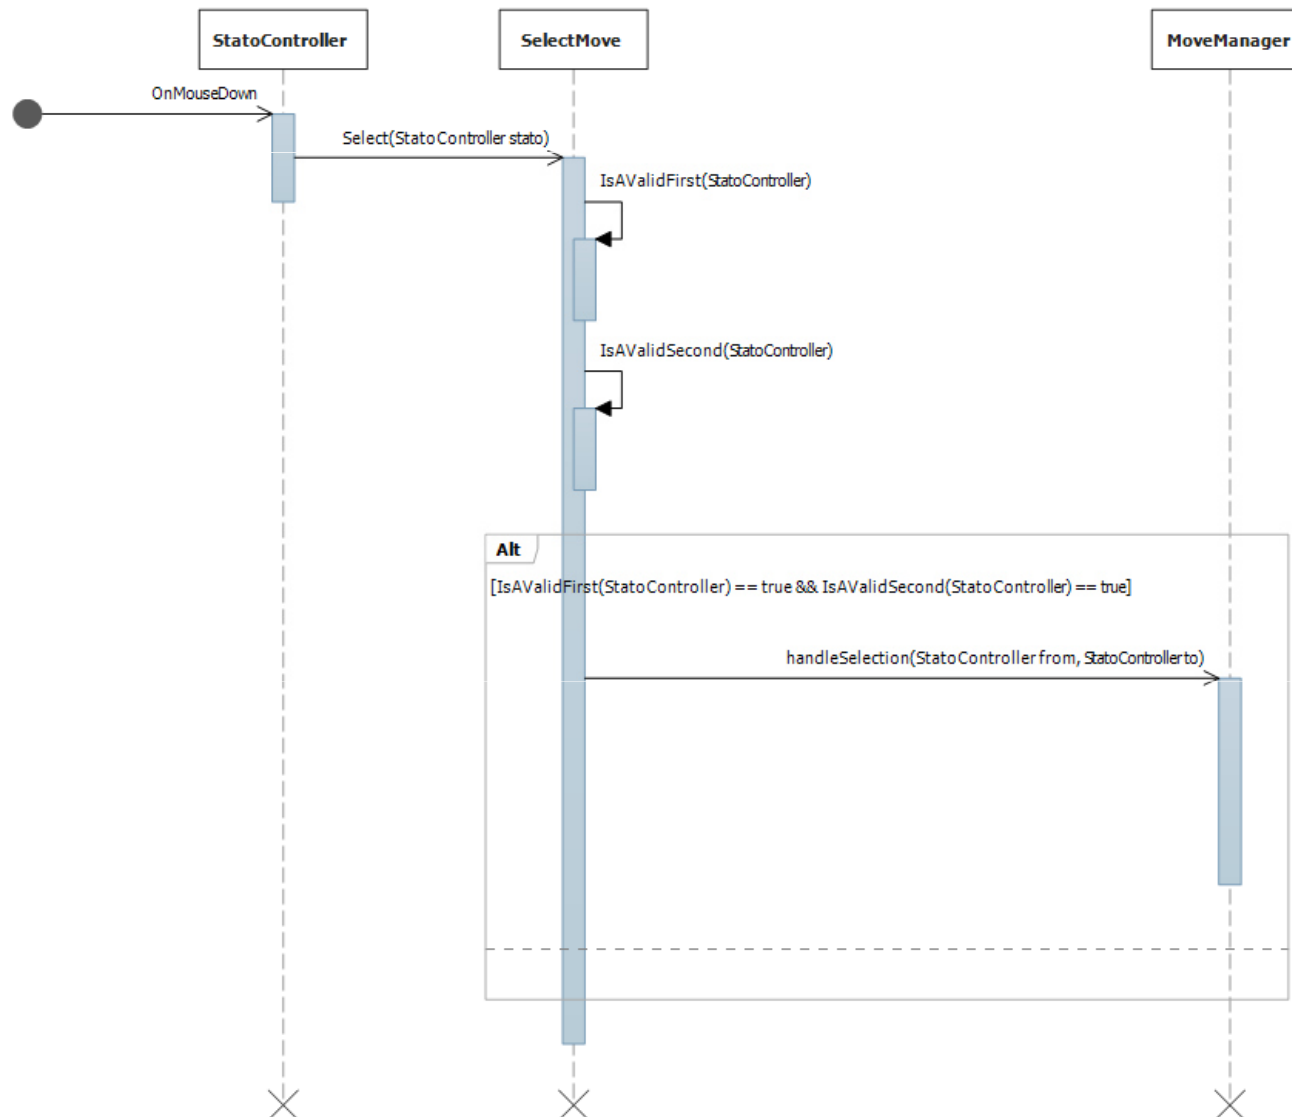 StatoController
SelectMove
MoveManager
OnMouseDown
Select(StatoController stato)
IsAValidFirst(StatoController)
IsAValidSecond(StatoController)
Alt
[IsAValidFirst(StatoController) == true && IsAValidSecond(StatoController) == true]
handleSelection(StatoController from, StatoController to)